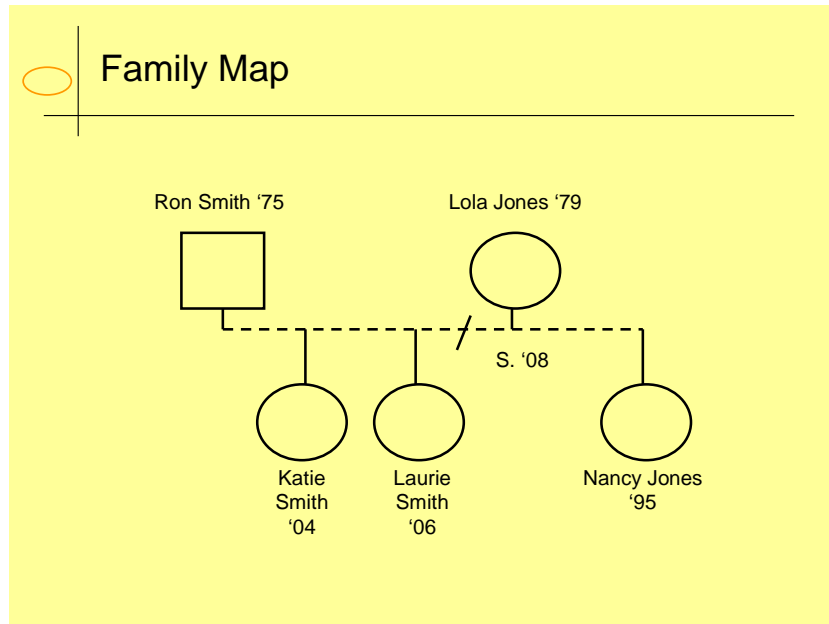 Family Map
Ron Smith ‘75
Lola Jones ‘79
S. ‘08
Katie
Smith
‘04
Laurie
Smith
‘06
Nancy Jones
‘95